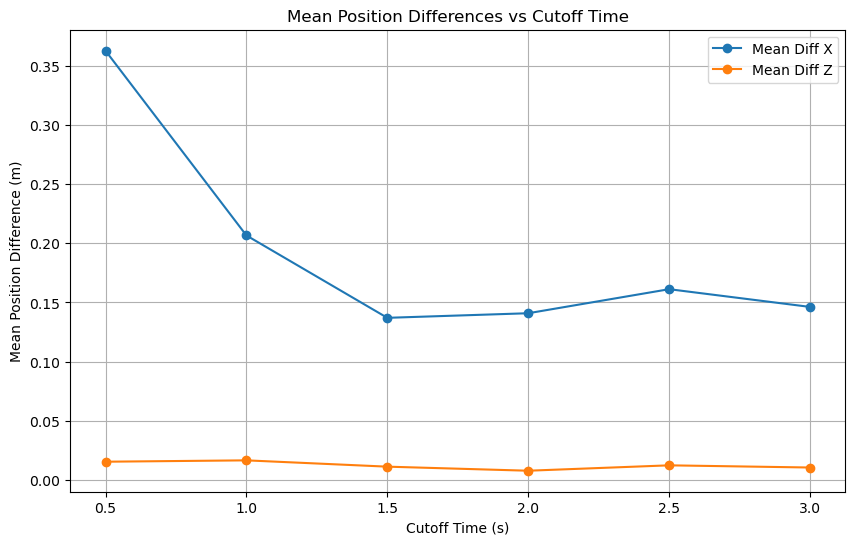 Mean Position Differences vs Cutoff Time
Mean Diff X
Mean Diff Z
Mean Position Difference (m)
0.35
0.30
0.25
0.20
0.15
0.10
0.05
0.00
0.5 1.0 1.5 2.0 2.5 3.0
Cutoff Time (s)